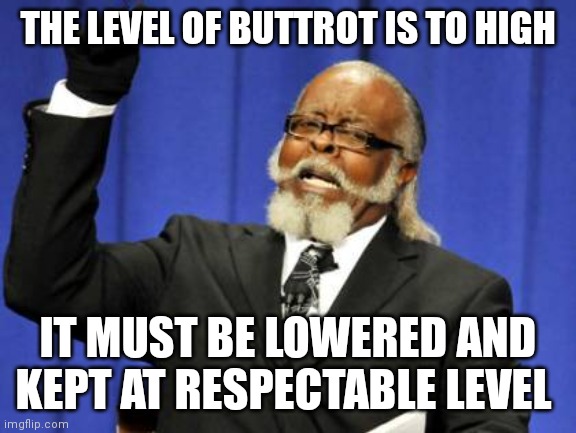 THE LEVEL OF BUTTROT IS TO HIGH
IT MUST BE LOWERED AND
KEPT AT RESPECTABLE LEVEL
imgflip.com